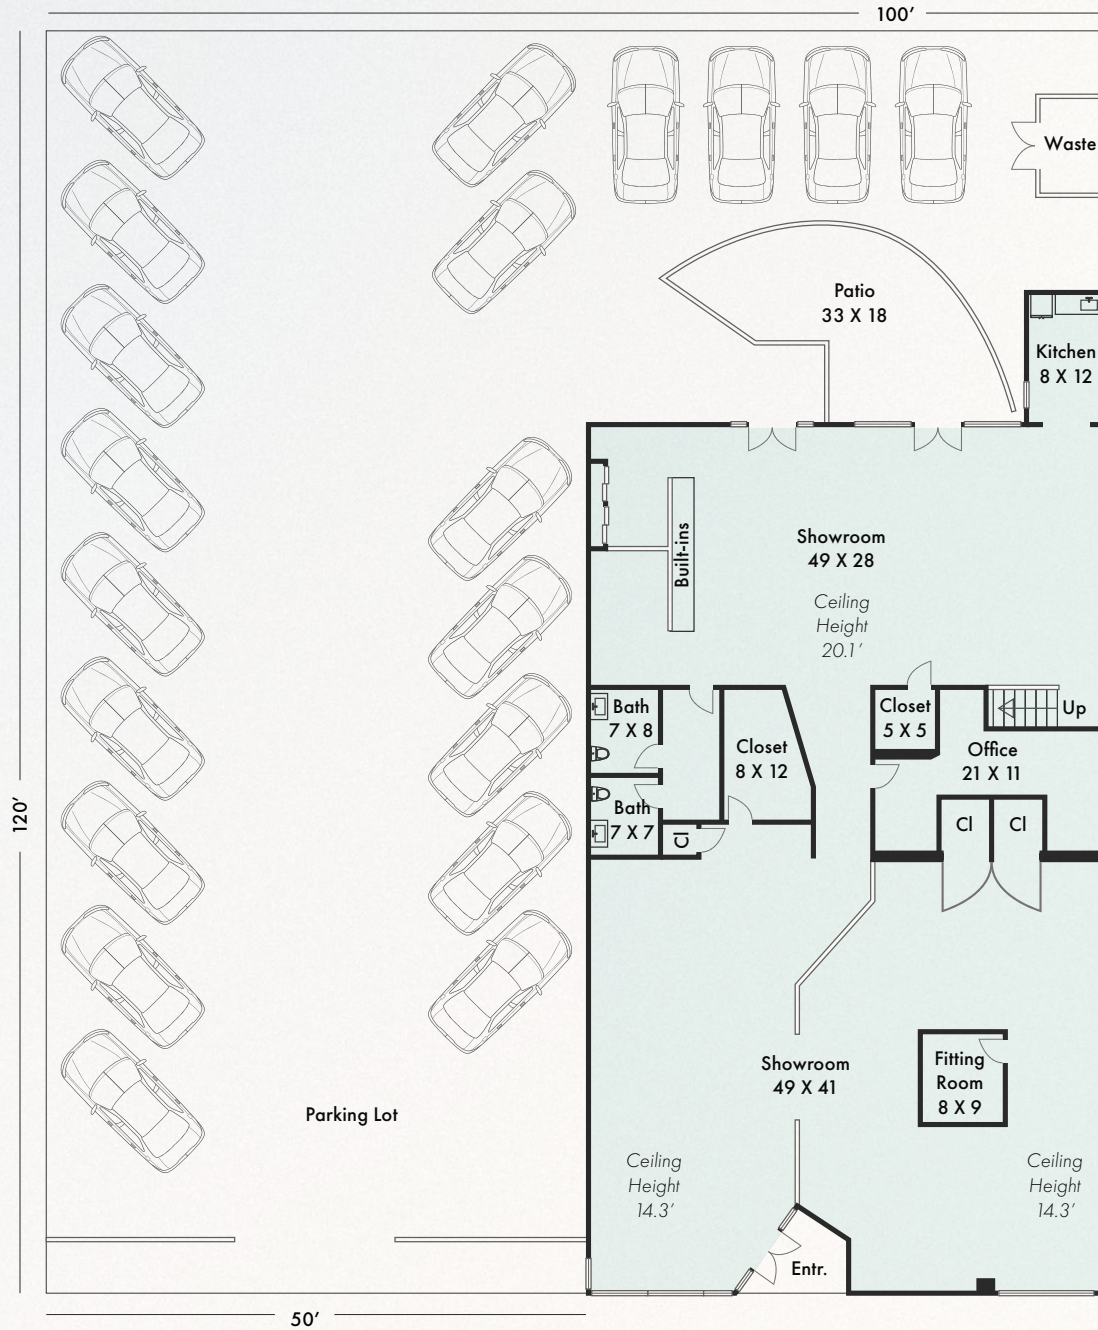 100’
Waste
Patio
33 X 18
Kitchen
8 X 12
Showroom
49 X 28
Built-ins
Ceiling
Height
20.1’
Bath
7 X 8
Closet
8 X 12
Closet
5 X 5
Up
Office
21 X 11
Bath
7 X 7
Cl
Cl
Cl
120’
Showroom
49 X 41
Fitting
Room
8 X 9
Parking Lot
Ceiling
Height
14.3’
Ceiling
Height
14.3’
Entr.
50’